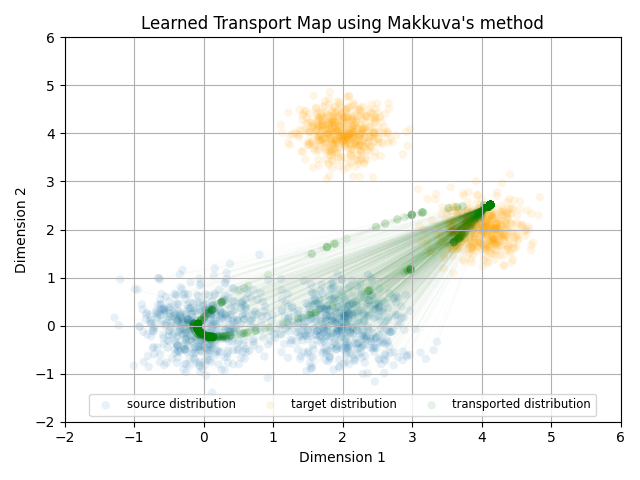 Learned Transport Map using Makkuva's method
6
5
4
3
2
1
0
−1
−2
Dimension 2
source distribution target distribution transported distribution
−2 −1 0 1 2 3 4 5 6
Dimension 1